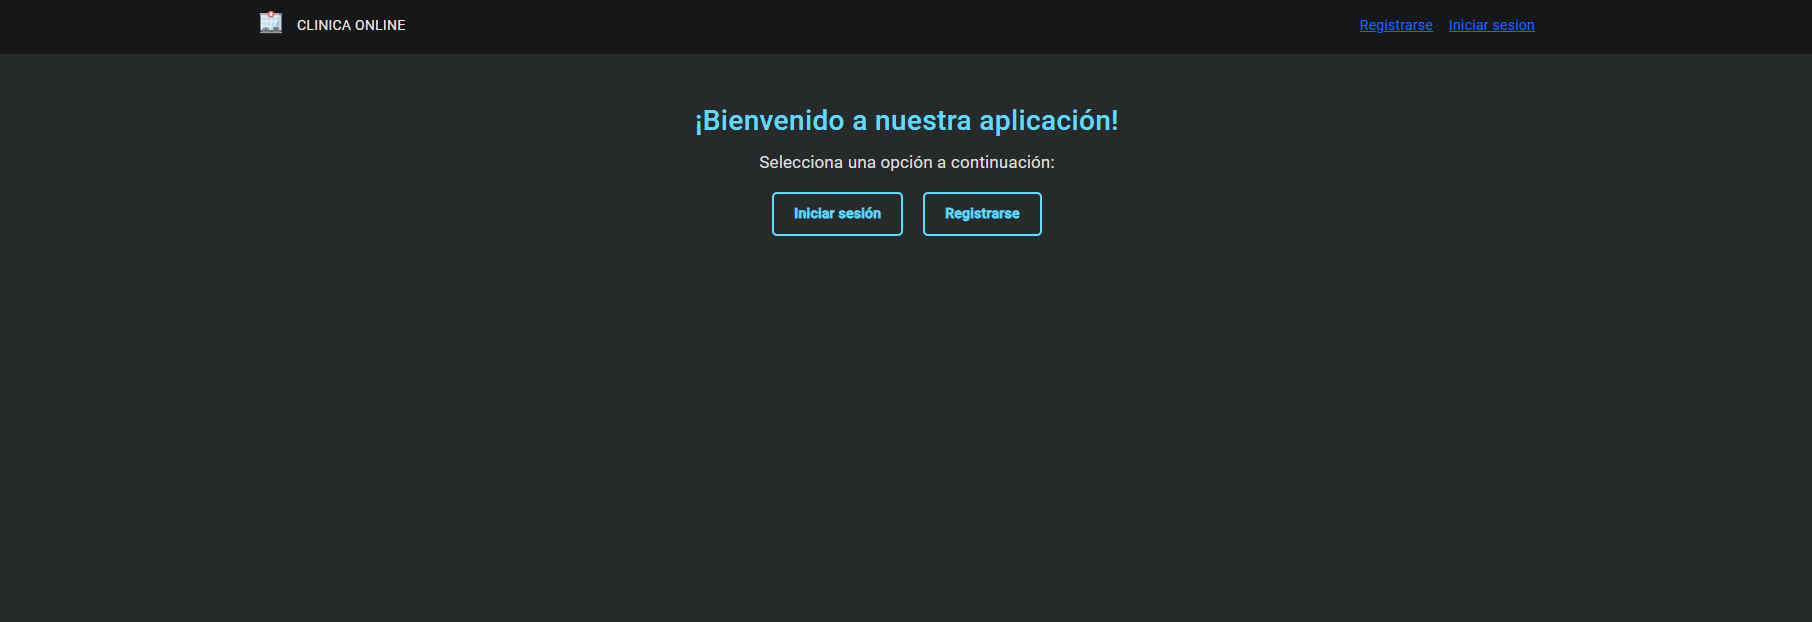 CLINICA ONLINE
Registrarse Iniciar sesion
¡Bienvenido a nuestra aplicación!
Selecciona una opción a continuación:
Iniciar sesión Registrarse